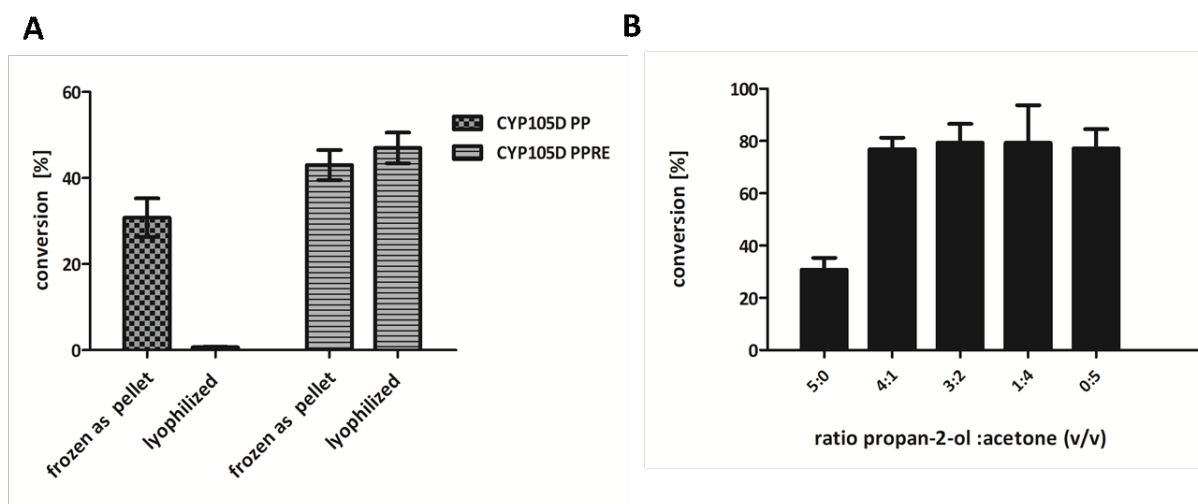 A
60
40
20
0
conversion [%]
CYP105D PP
CYP105D PPRE
frozen as pellet
lyophilized
frozen as pellet
lyophilized
B
100
80
60
40
20
0
conversion [%]
5:0
4:1
3:2
1:4
0:5
ratio propan-2-ol :acetone (v/v)